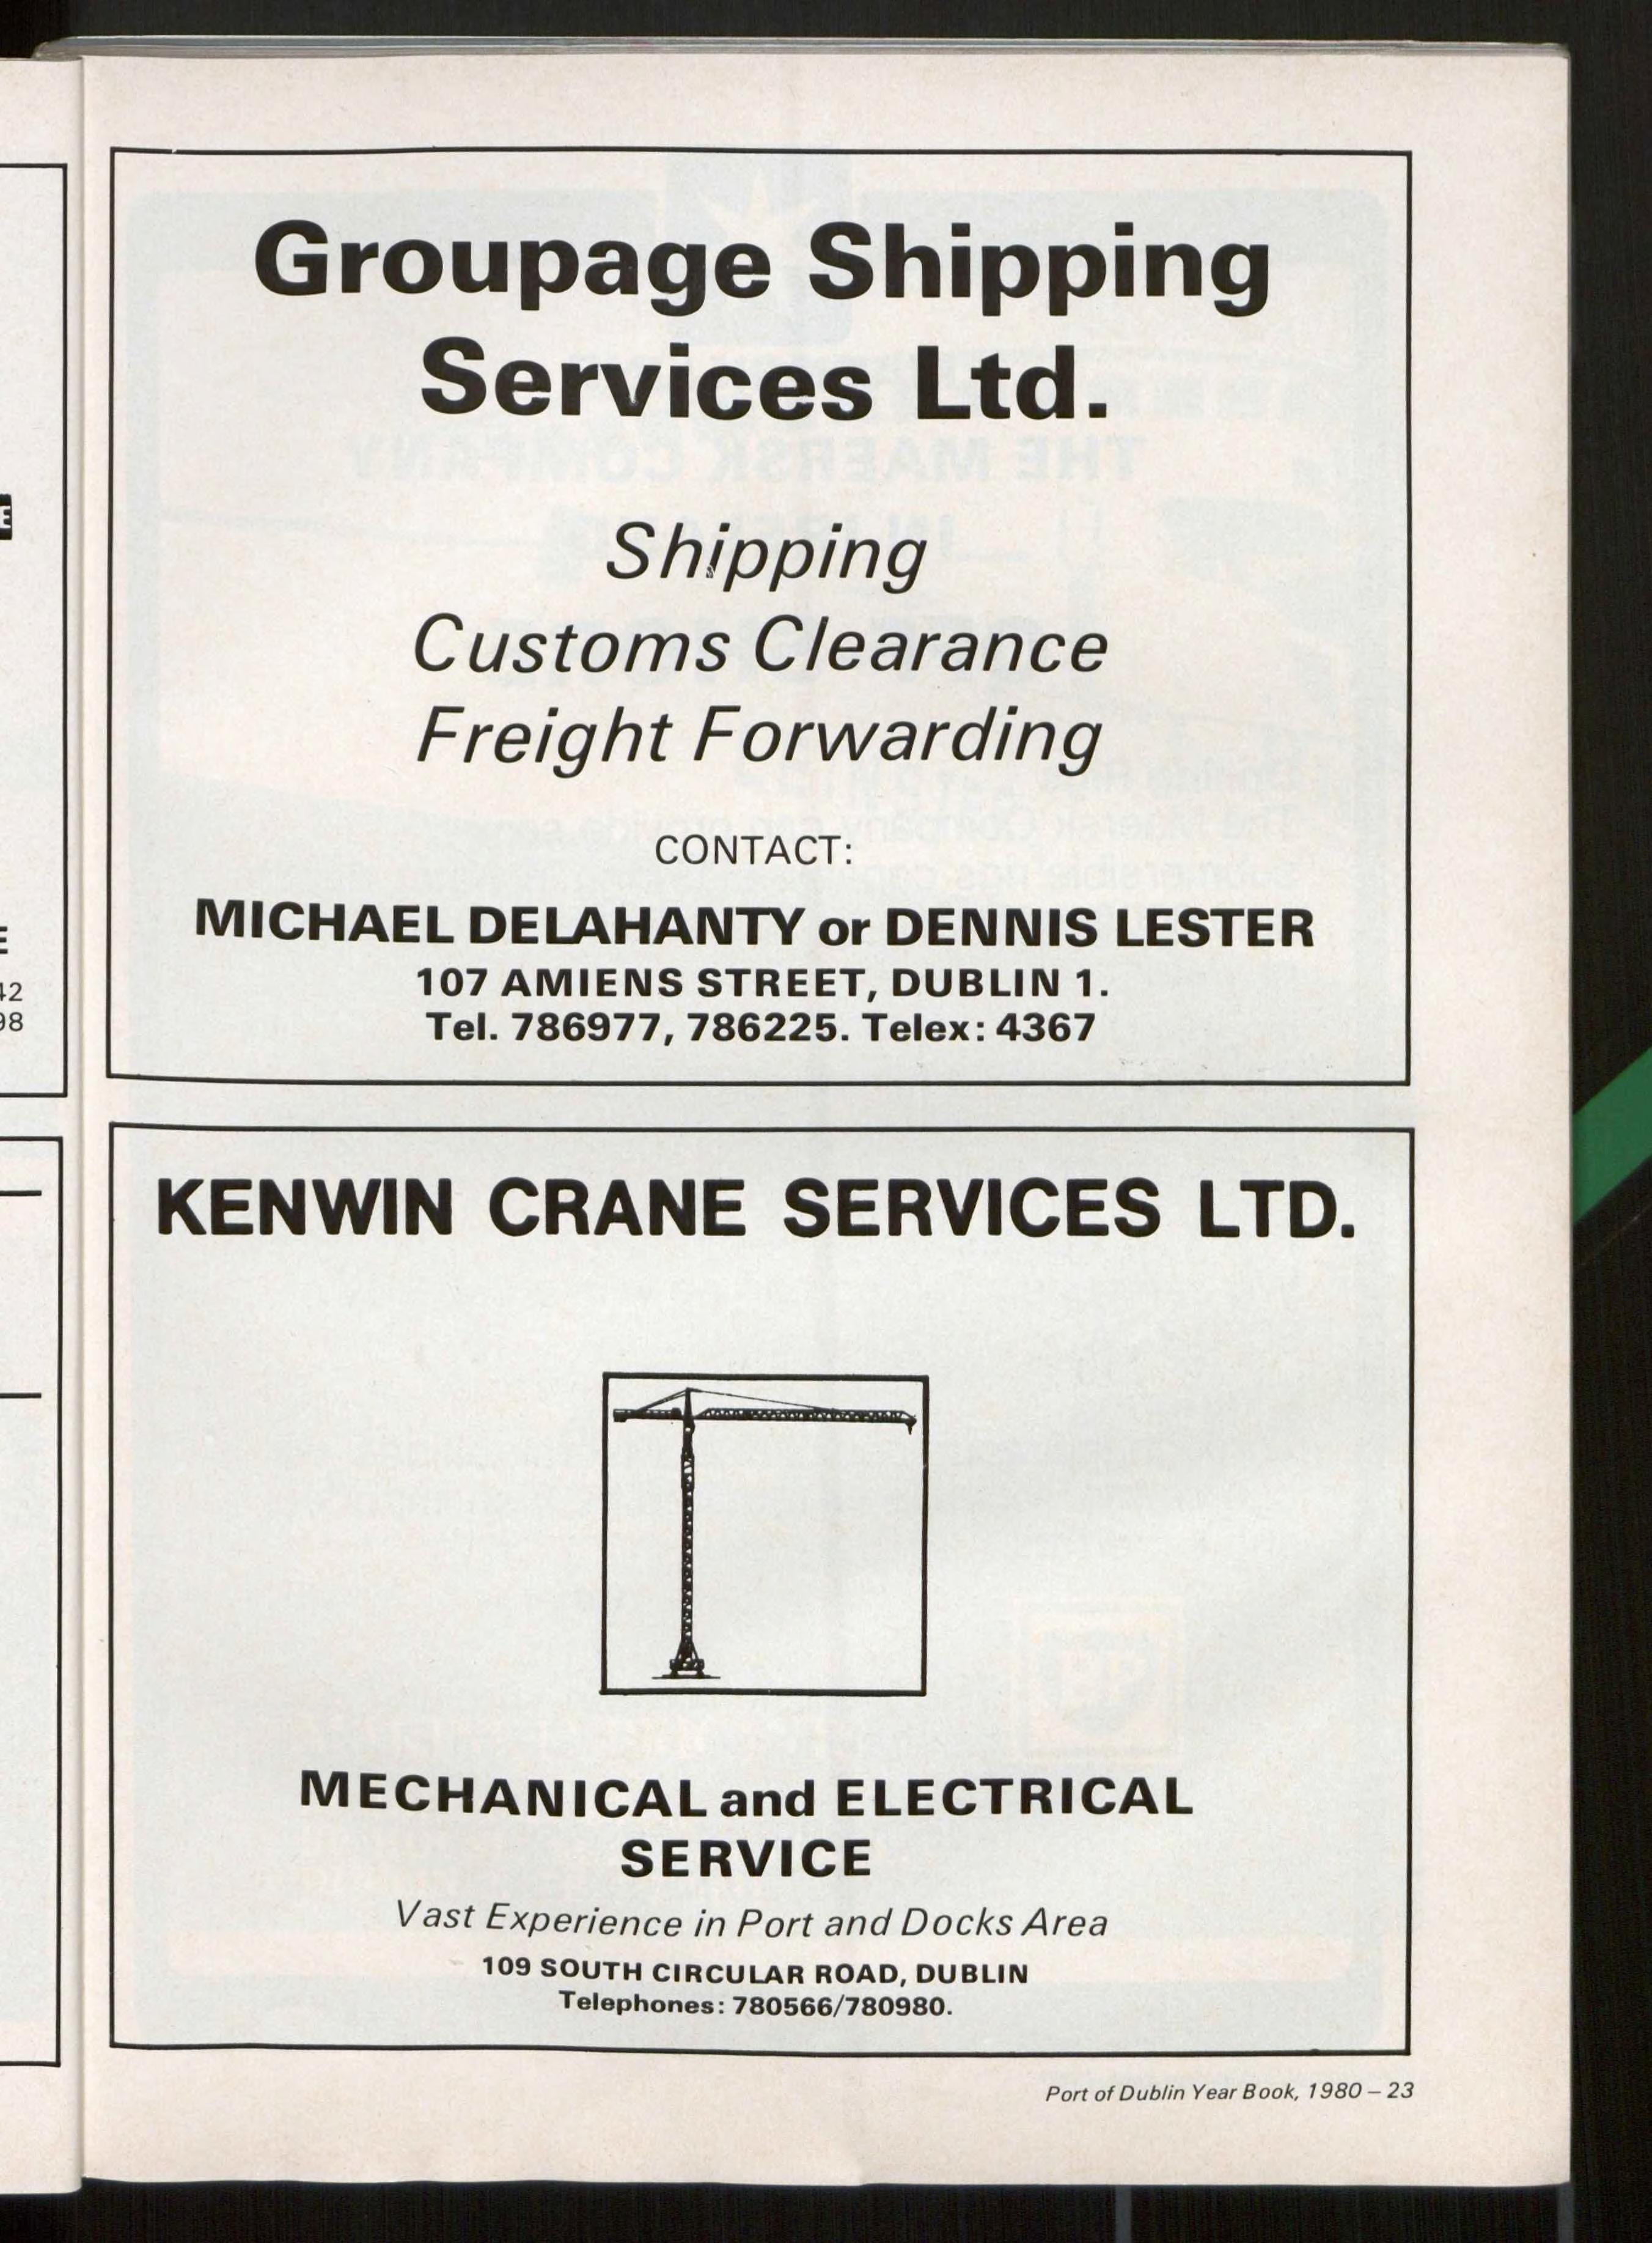 Groupage Shipping
Services Ltd.
Shipping
Customs Clearance
Freight Forwarding
CONTACT:
MICHAEL DELAHANTY or DENNIS LESTER
107 AMIENS STREET, DUBLIN 1.
Tel. 786977, 786225. Telex: 4367
KENWIN CRANE SERVICES LTD.
MECHANICAL and ELECTRICAL
SERVICE
Vast Experience in Port and Docks Area
109 SOUTH CIRCULAR ROAD, DUBLIN
Telephones: 780566/780980.
Port of Dublin Year Book, 1980 – 23